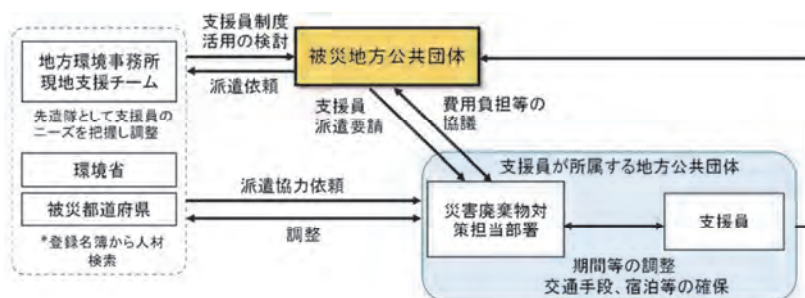 支援員制度
活用の検討
地方環境事務所
現地支援チーム
派遣依頼
被災地方公共団体
先遣隊として支援員の
ニーズを把握し調整
支援員
派遣要請
費用負担等の
協議
環境省
被災都道府県
*登録名簿から人材
検索
派遣協力依頼
調整
支援員が所属する地方公共団体
災害廃棄物対
策担当部署
支援員
期間等の調整
交通手段、宿泊等の確保